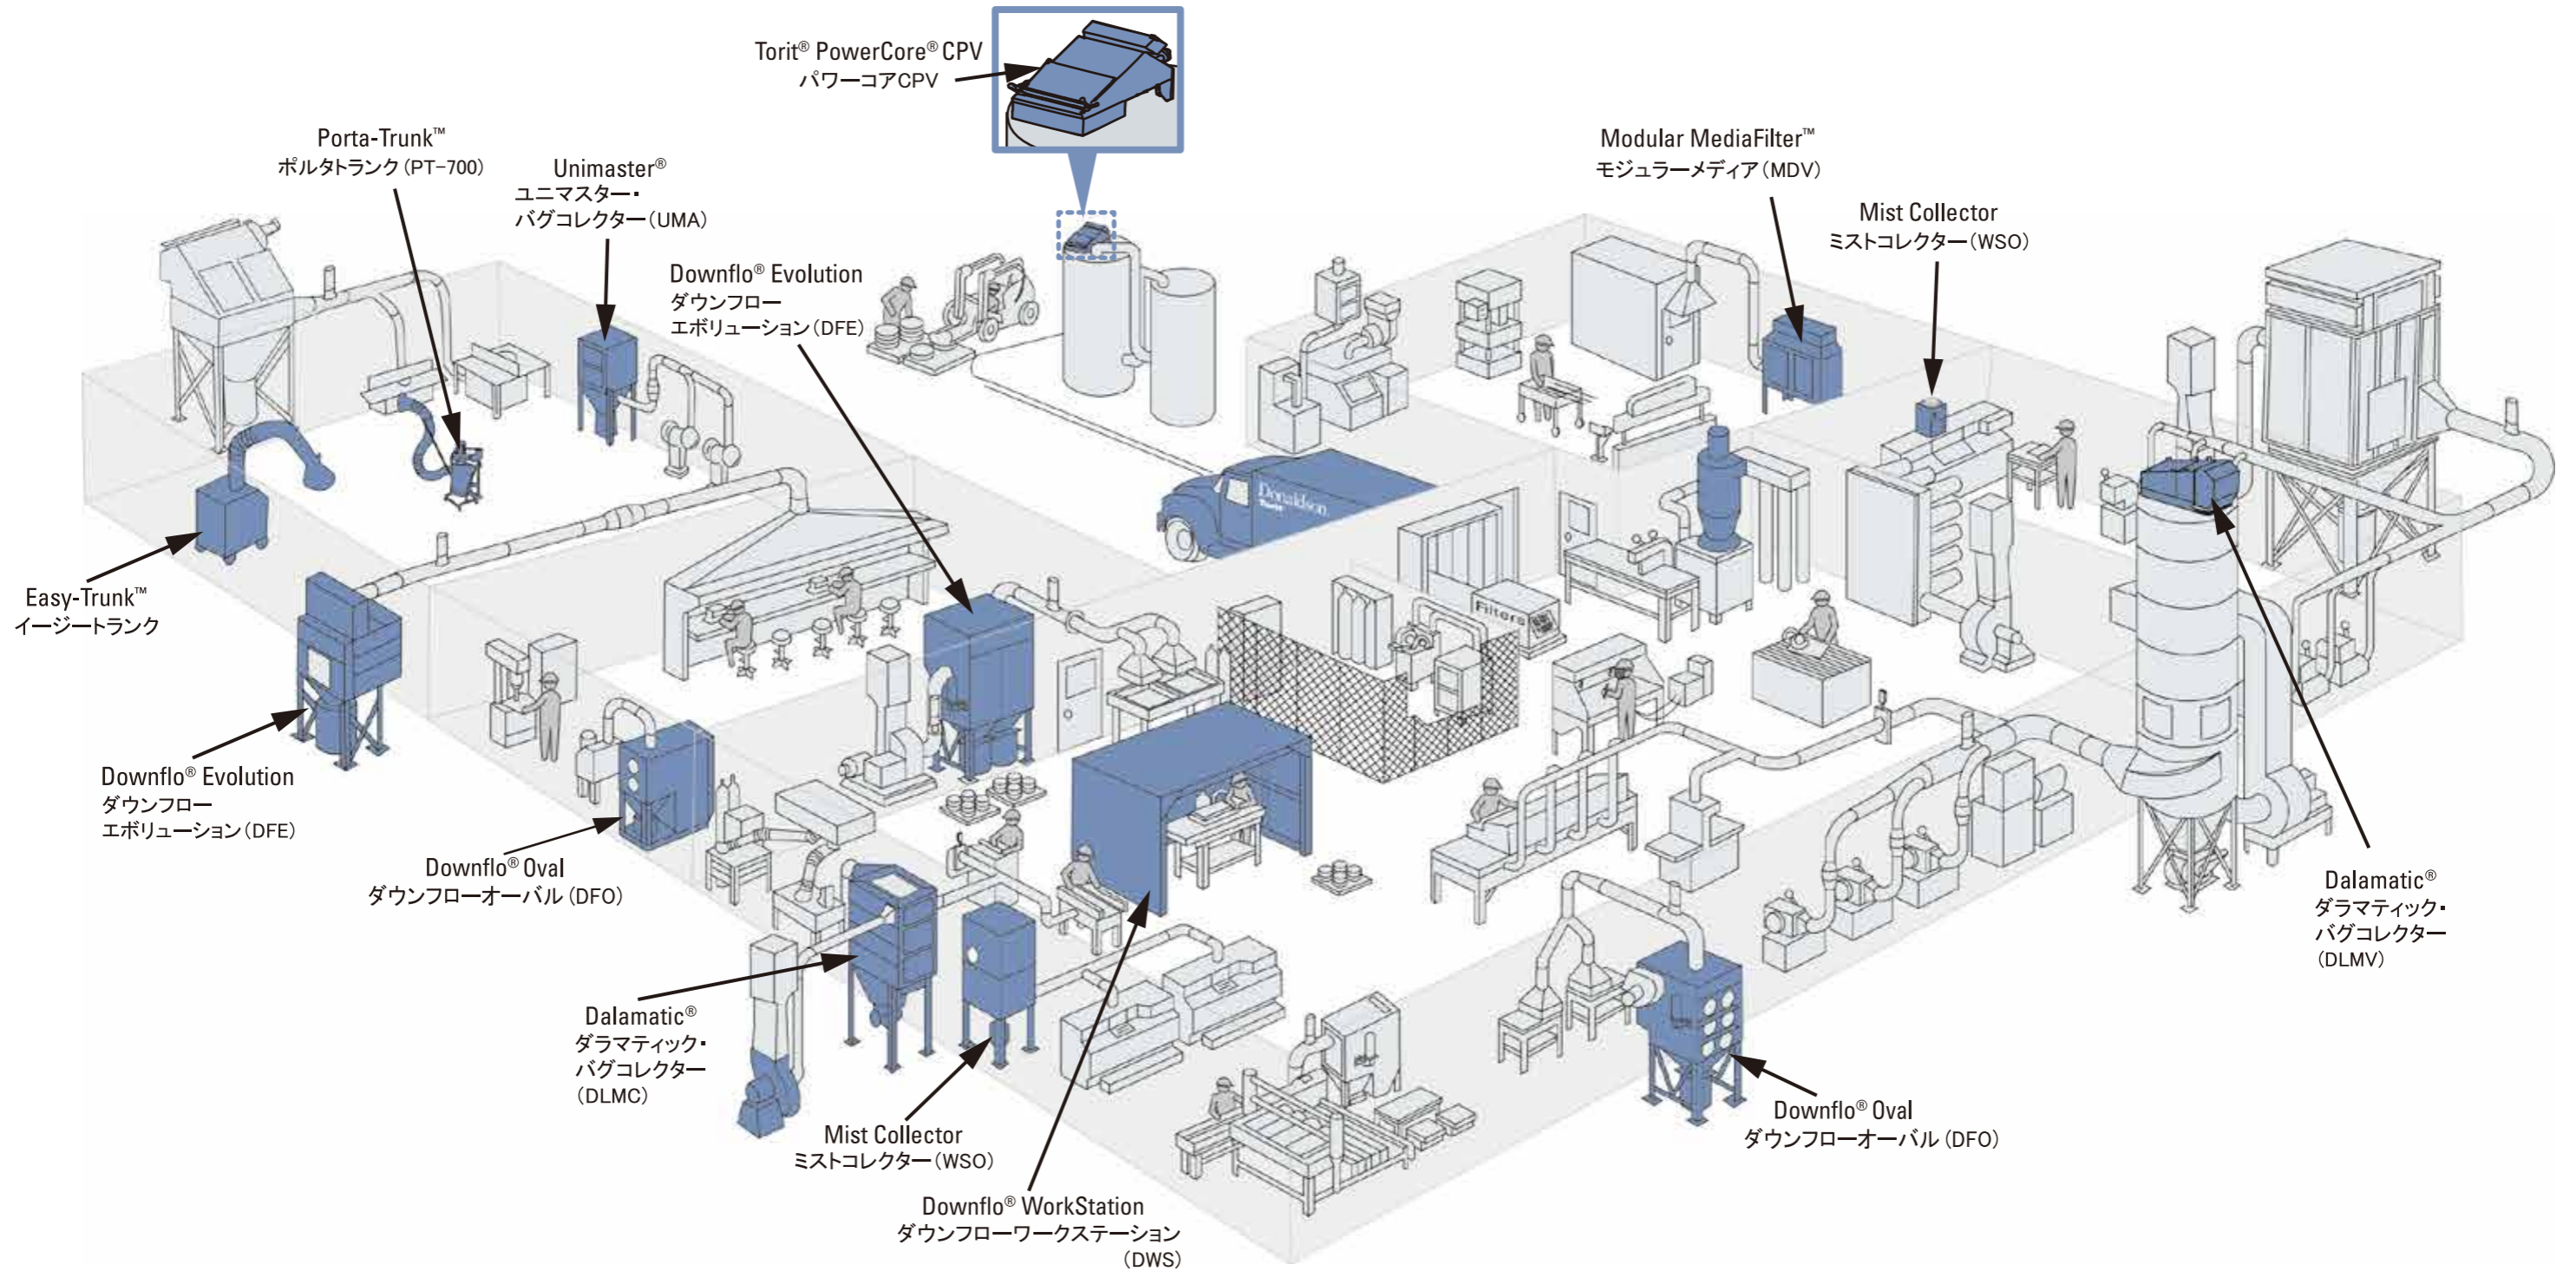 Torit® PowerCore® CPV
パワーコアCPV
Porta-Trunk™
ポルタトランク(PT-700)
Unimaster®
ユニマスター・
バグコレクター(UMA)
Downflo® Evolution
ダウンフロー
エボリューション(DFE)
Modular MediaFilter™
モジュラーメディア(MDV)
Mist Collector
ミストコレクター(WSO)
Donaldson.
Torit
Filters
Easy-Trunk™
イージートランク
Downflo® Evolution
ダウンフロー
エボリューション(DFE)
Downflo® Oval
ダウンフローオーバル(DFO)
Dalamatic®
ダラマティック・
バグコレクター
(DLMC)
Mist Collector
ミストコレクター(WSO)
Downflo® WorkStation
ダウンフローワークステーション
(DWS)
Downflo® Oval
ダウンフローオーバル(DFO)
Dalamatic®
ダラマティック・
バグコレクター
(DLMV)